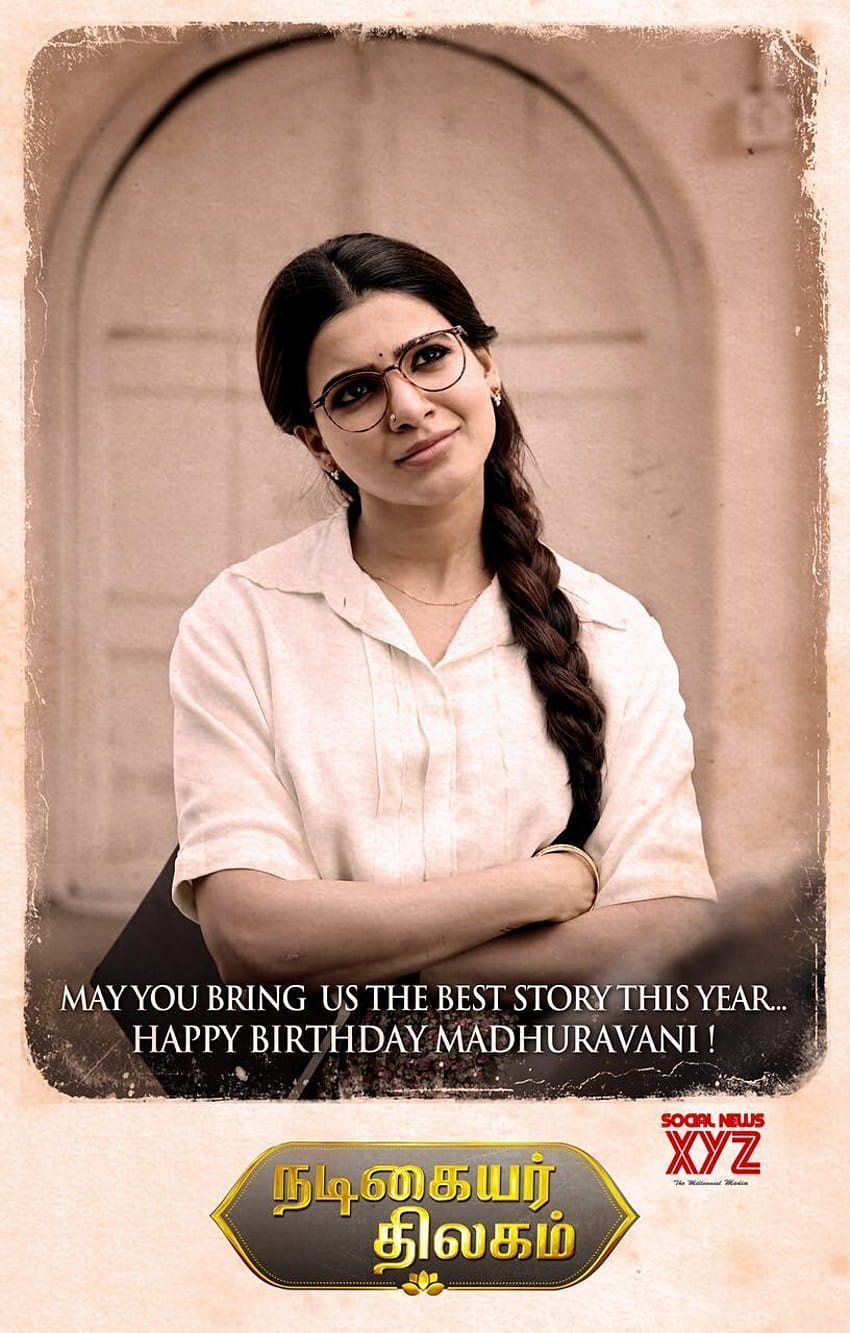 MAY YOU BRING US THE BEST STORY THIS YEAR...
HAPPY BIRTHDAY MADHURAVANI !
SOCIAL NEWS
XYZ
The Millennial Media
நடிகையர்
திலகம்